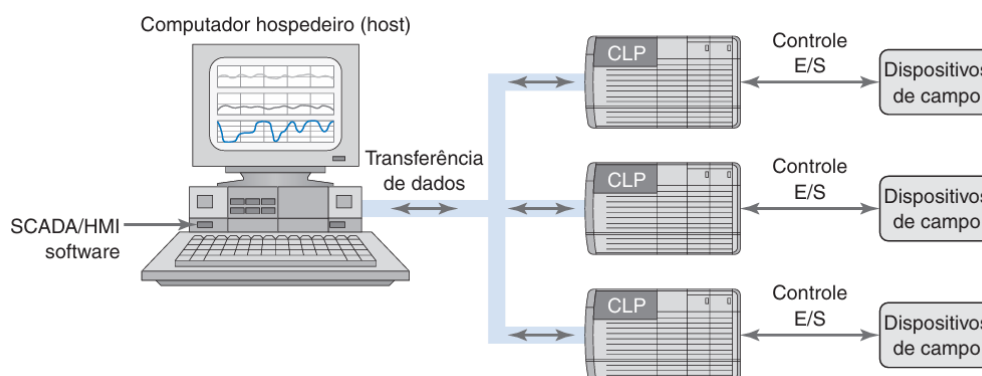 Computador hospedeiro (host)
SCADA/HMI
software
Transferência
de dados
CLP
Controle
E/S
Dispositivos
de campo
CLP
Controle
E/S
Dispositivos
de campo
CLP
Controle
E/S
Dispositivos
de campo